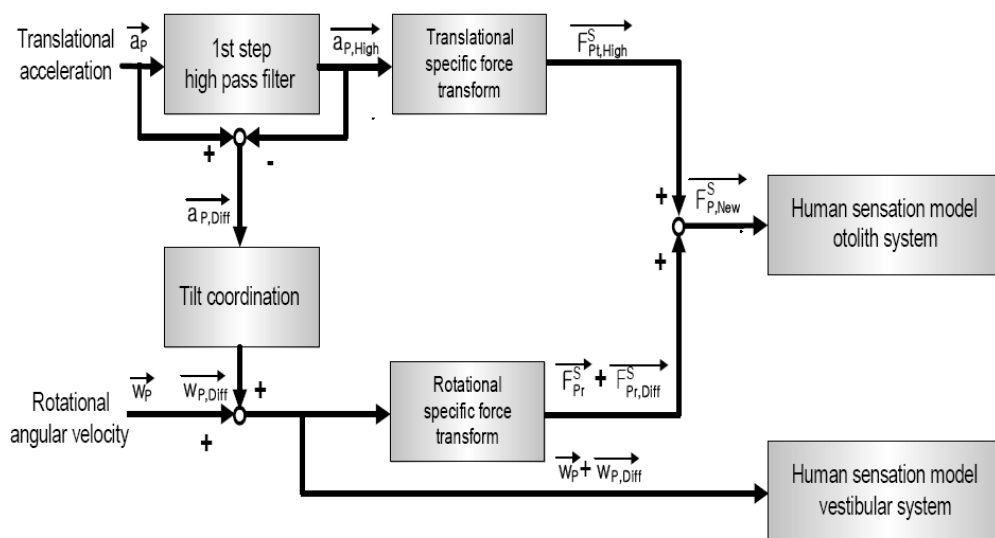 Translational
acceleration
a_P
1st step
high pass filter
a_P,High
Translational
specific force
transform
F^S_Pt,High
+
-
a_P,Diff
+
F^S_P,New
Human sensation model
otolith system
+
Tilt coordination
Rotational
angular velocity
w_P
w_P,Diff
+
+
Rotational
specific force
transform
F^S_Pr + F^S_Pr,Diff
w_P + w_P,Diff
Human sensation model
vestibular system